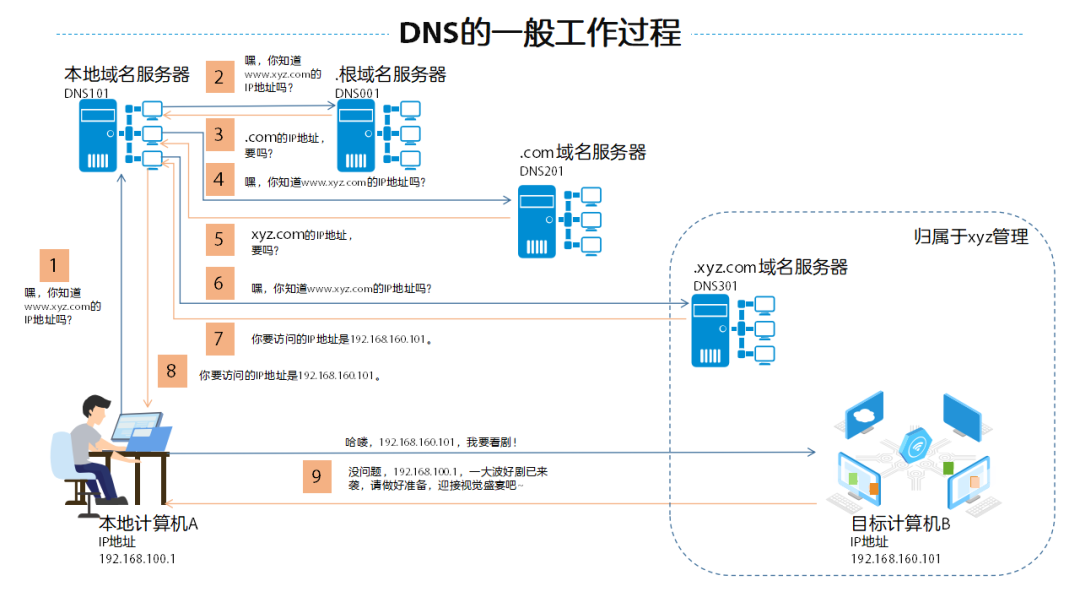 DNS的一般工作过程
本地域名服务器
DNS101
2
嘿，你知道
www.xyz.com的
IP地址吗？
.根域名服务器
DNS001
3
.com的IP地址，
要吗？
4
嘿，你知道www.xyz.com的IP地址吗？
.com域名服务器
DNS201
5
xyz.com的IP地址，
要吗？
归属于xyz管理
1
嘿，你知道
www.xyz.com的
IP地址吗？
6
嘿，你知道www.xyz.com的IP地址吗？
.xyz.com域名服务器
DNS301
7
你要访问的IP地址是192.168.160.101。
8
你要访问的IP地址是192.168.160.101。
哈喽，192.168.160.101，我要看剧！
9
没问题，192.168.100.1，一大波好剧已来
袭，请做好准备，迎接视觉盛宴吧~
本地计算机A
IP地址
192.168.100.1
目标计算机B
IP地址
192.168.160.101